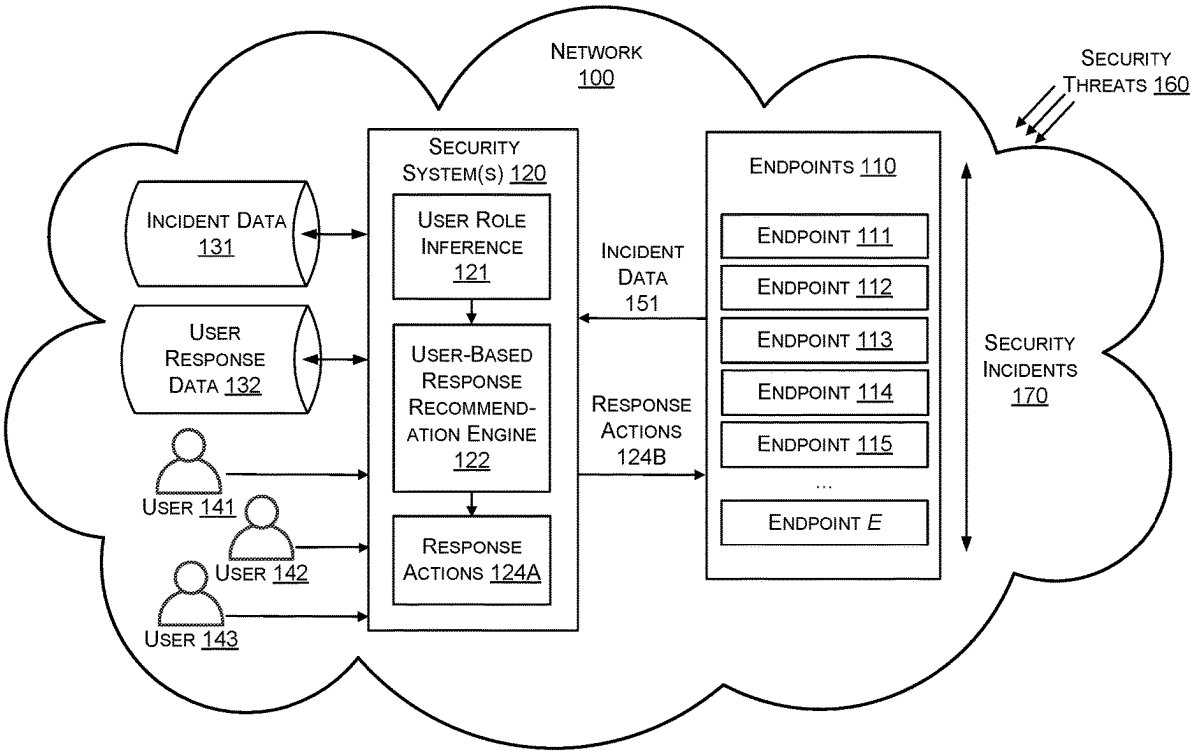 NETWORK
100
SECURITY
THREATS 160
SECURITY
SYSTEM(S) 120
USER ROLE
INFERENCE
121
USER-BASED
RESPONSE
RECOMMEND-
ATION ENGINE
122
RESPONSE
ACTIONS 124A
INCIDENT DATA
131
USER
RESPONSE
DATA 132
USER 141
USER 142
USER 143
INCIDENT
DATA
151
RESPONSE
ACTIONS
124B
ENDPOINTS 110
ENDPOINT 111
ENDPOINT 112
ENDPOINT 113
ENDPOINT 114
ENDPOINT 115
...
ENDPOINT E
SECURITY
INCIDENTS
170